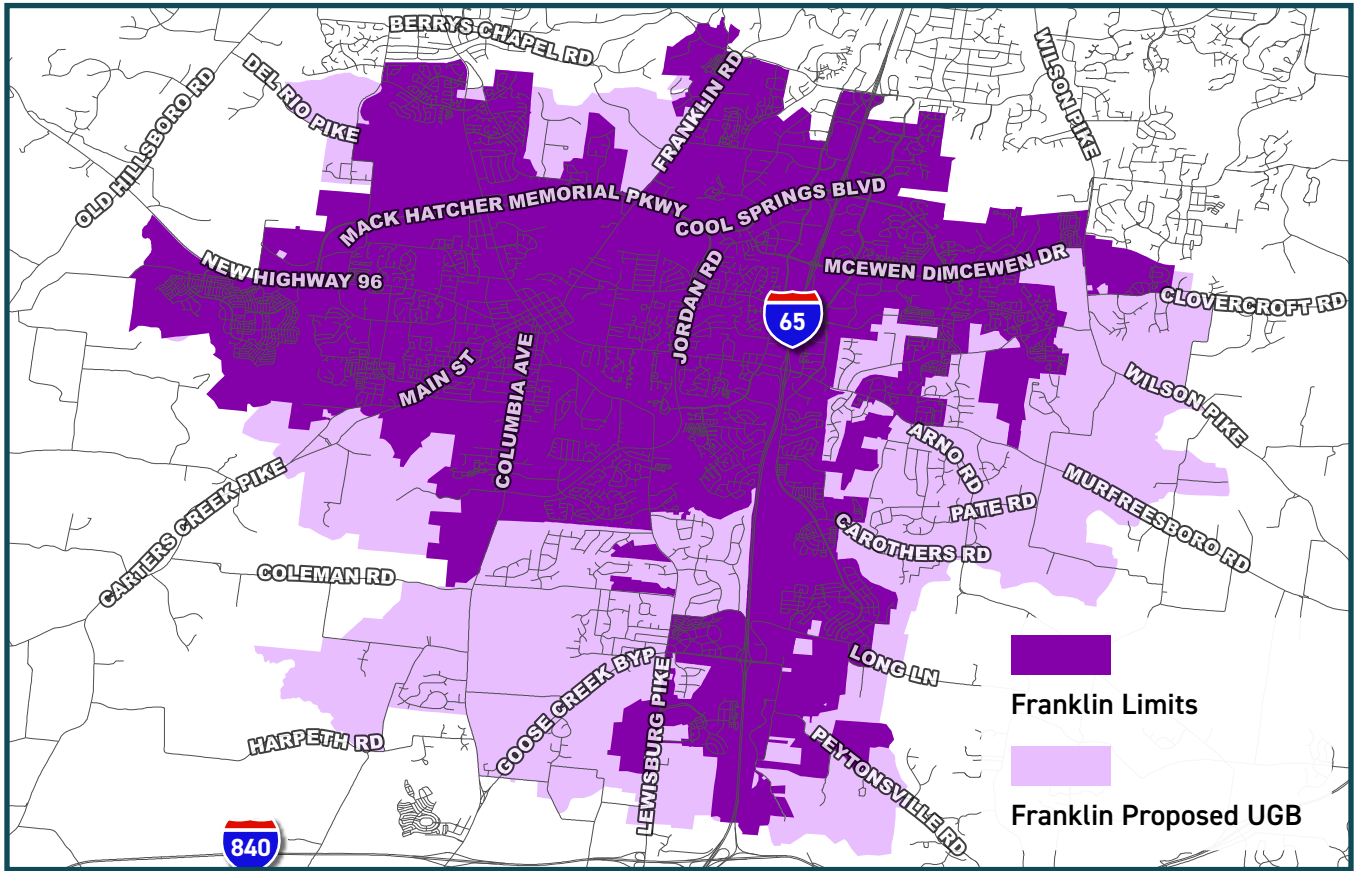 BERRYS CHAPEL RD
WILSON PIKE
DEL RIO PIKE
FRANKLIN RD
OLD HILLSBORO RD
MACK HATCHER MEMORIAL PKWY
COOL SPRINGS BLVD
NEW HIGHWAY 96
JORDAN RD
MCEWEN DIMCEWEN DR
CLOVERCROFT RD
65
MAIN ST
COLUMBIA AVE
WILSON PIKE
ARNO RD
CARTERS CREEK PIKE
MURFREESBORO RD
PATE RD
CAROTHERS RD
COLEMAN RD
LONG LN
GOOSE CREEK BYP
LEWISBURG PIKE
Franklin Limits
HARPETH RD
PEYTONSVILLE RD
Franklin Proposed UGB
840